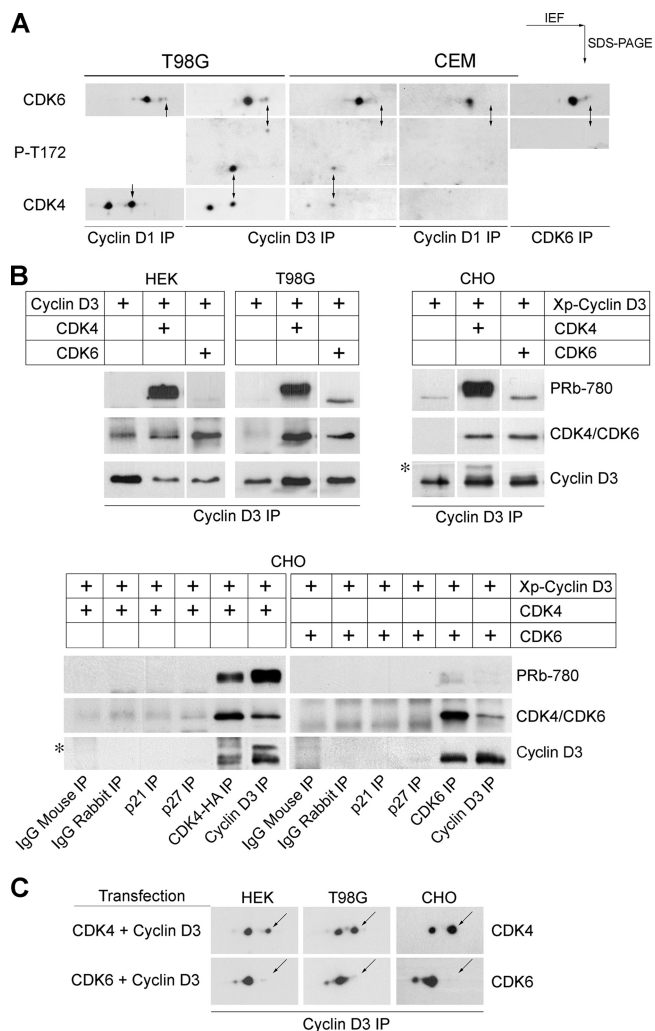 A
IEF
SDS-PAGE
T98G CEM
CDK6
P-T172
CDK4
Cyclin D1 IP Cyclin D3 IP Cyclin D1 IP CDK6 IP
B
HEK T98G CHO
Cyclin D3 + + + + + + + + + Xp-Cyclin D3
CDK4 + + + CDK4
CDK6 + + + CDK6
PRb-780
CDK4/CDK6
* Cyclin D3
Cyclin D3 IP Cyclin D3 IP
CHO
+ + + + + + + + + + + + Xp-Cyclin D3
+ + + + + + CDK4
+ + + + + + CDK6
PRb-780
CDK4/CDK6
* Cyclin D3
IgG Mouse IP IgG Rabbit IP p21 IP p27 IP CDK4-HA IP Cyclin D3 IP IgG Mouse IP IgG Rabbit IP p21 IP p27 IP CDK6 IP Cyclin D3 IP
C
Transfection HEK T98G CHO
CDK4 + Cyclin D3 CDK4
CDK6 + Cyclin D3 CDK6
Cyclin D3 IP